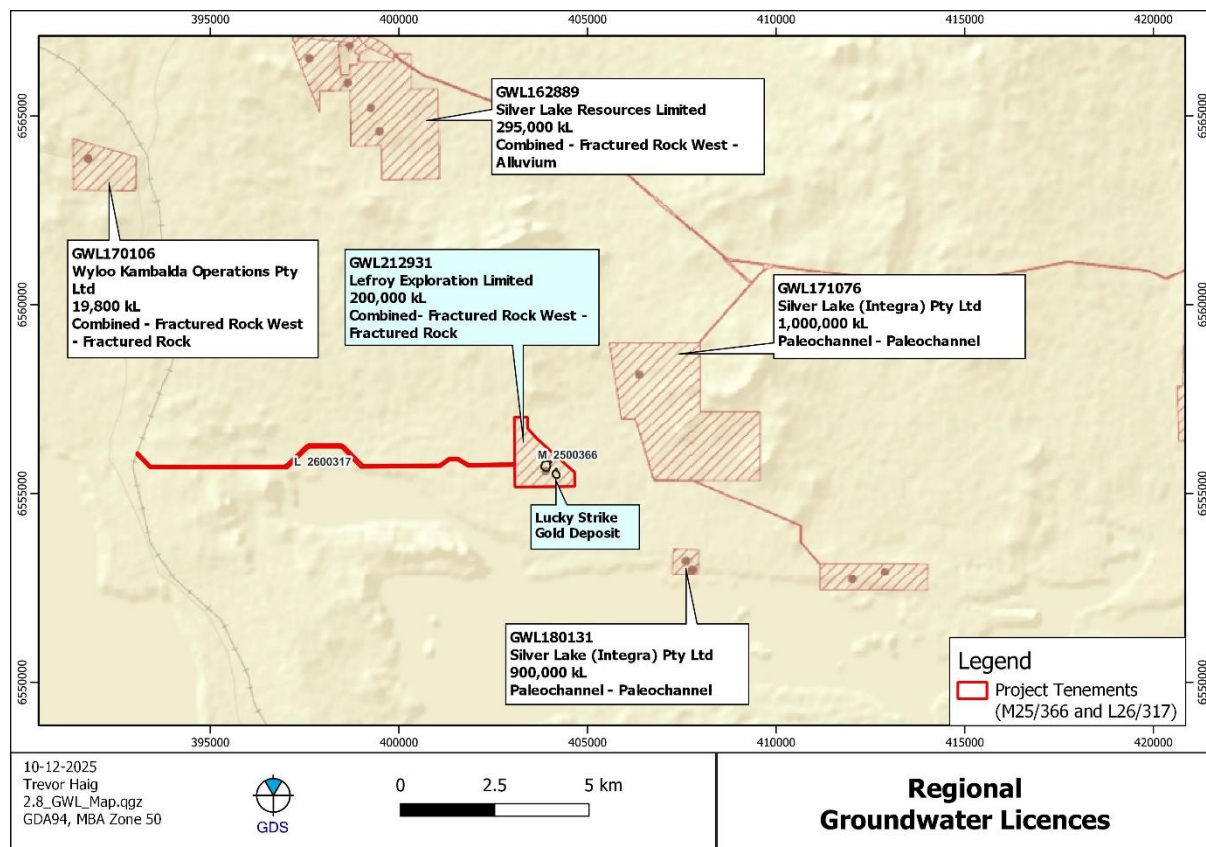 395000 400000 405000 410000 415000 420000
6565000
6560000
6555000
6550000
6565000
6560000
6555000
6550000
GWL162889
Silver Lake Resources Limited
295,000 kL
Combined - Fractured Rock West -
Alluvium
GWL170106
Wyloo Kambalda Operations Pty
Ltd
19,800 kL
Combined - Fractured Rock West
- Fractured Rock
GWL212931
Lefroy Exploration Limited
200,000 kL
Combined- Fractured Rock West -
Fractured Rock
GWL171076
Silver Lake (Integra) Pty Ltd
1,000,000 kL
Paleochannel - Paleochannel
L 2600317
M 2500366
Lucky Strike
Gold Deposit
GWL180131
Silver Lake (Integra) Pty Ltd
900,000 kL
Paleochannel - Paleochannel
Legend
Project Tenements
(M25/366 and L26/317)
395000 400000 405000 410000 415000 420000
10-12-2025
Trevor Haig
2.8_GWL_Map.qgz
GDA94, MBA Zone 50
GDS
0 2.5 5 km
Regional
Groundwater Licences